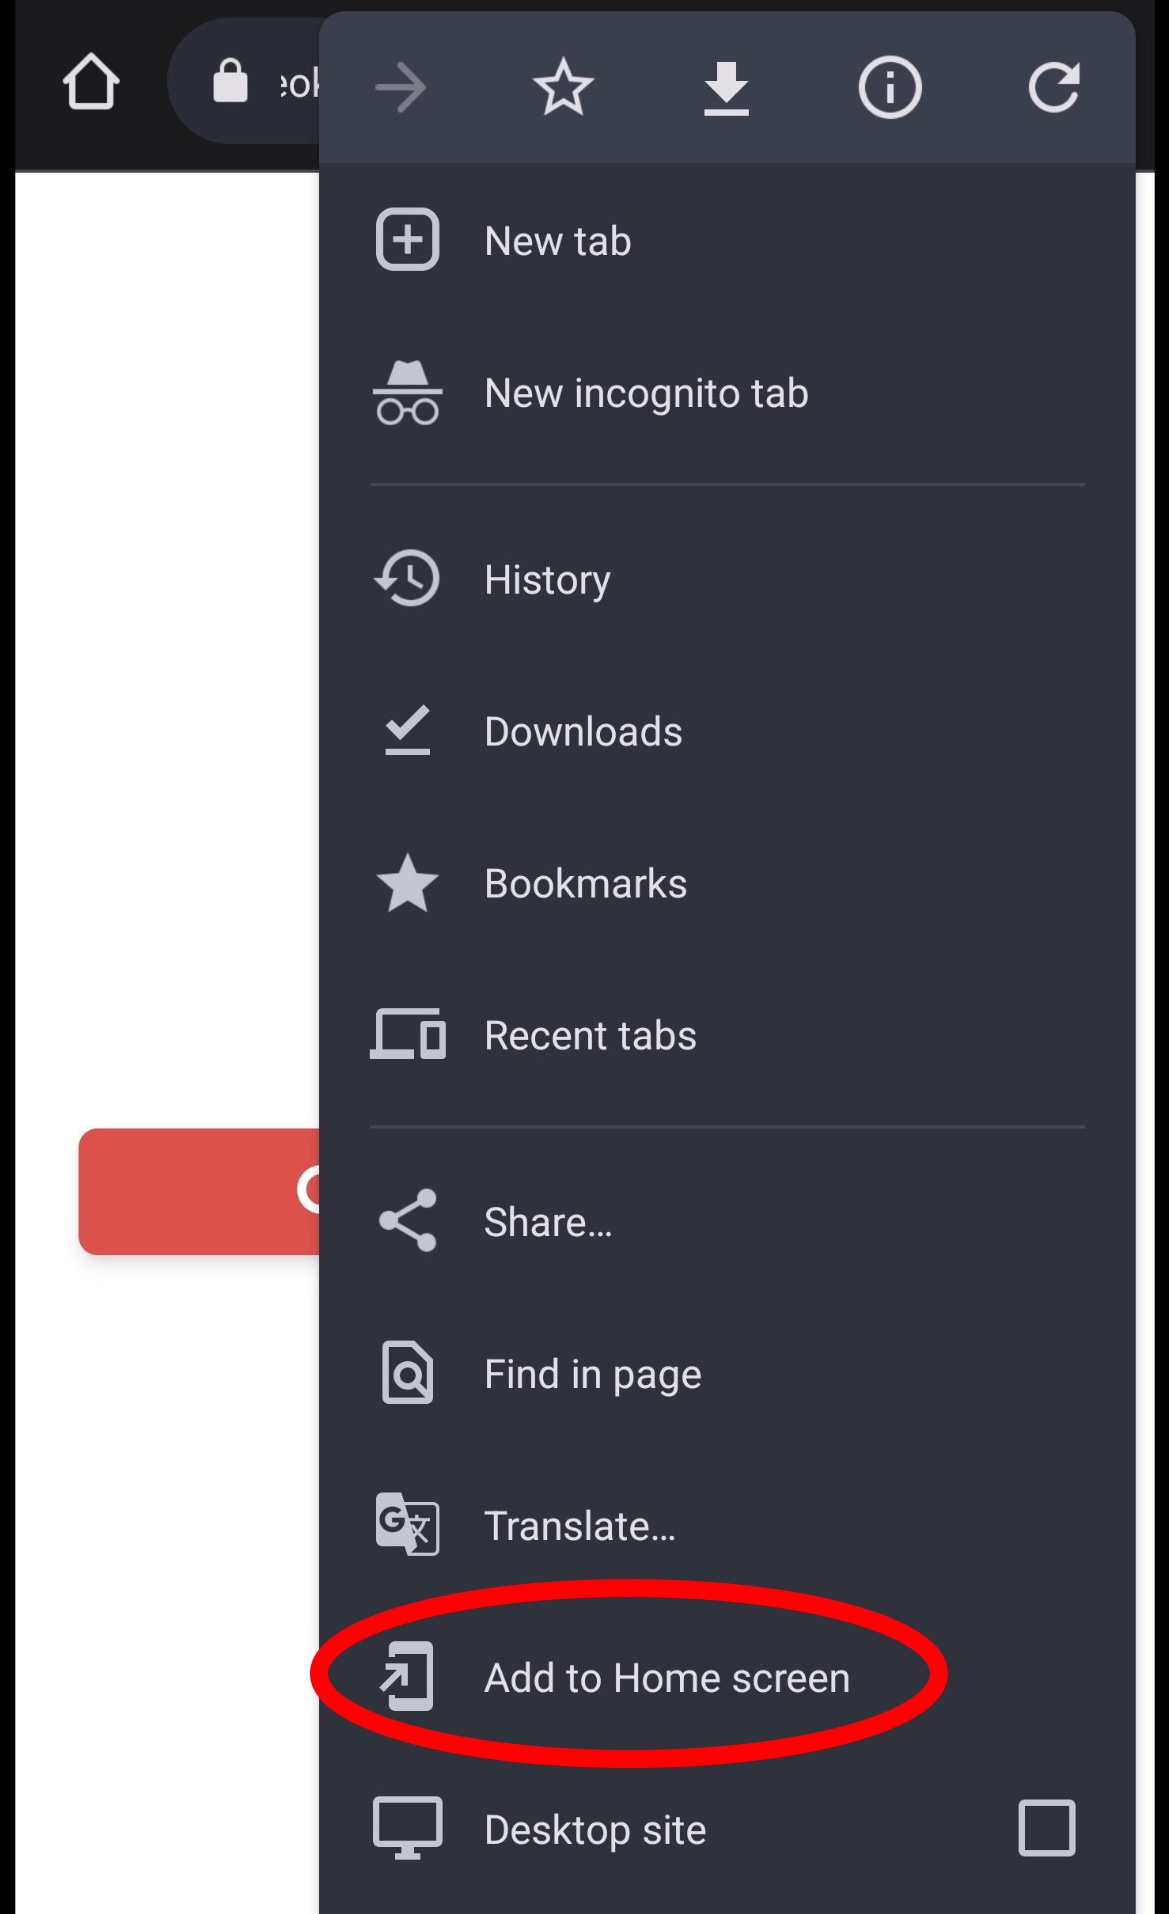 New tab
New incognito tab
History
Downloads
Bookmarks
Recent tabs
Share...
Find in page
Translate...
Add to Home screen
Desktop site